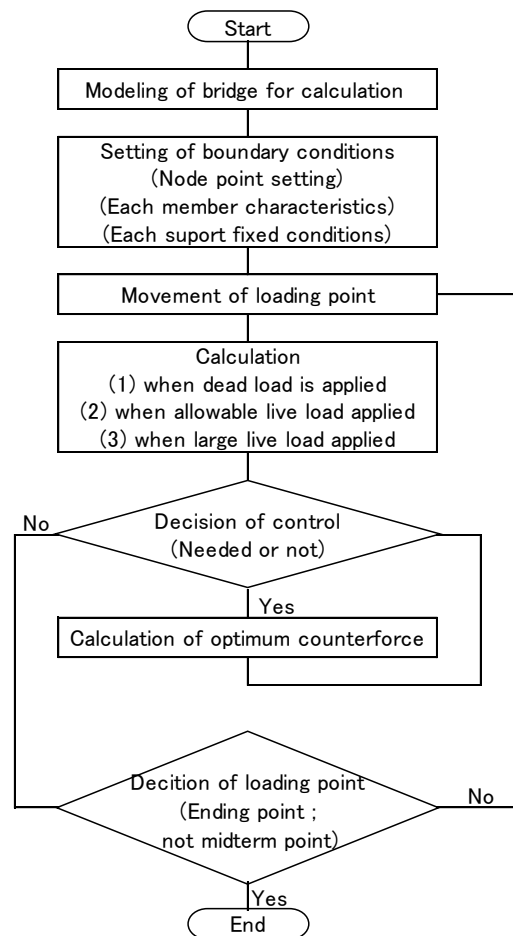 Start
Modeling of bridge for calculation
Setting of boundary conditions
(Node point setting)
(Each member characteristics)
(Each suport fixed conditions)
Movement of loading point
Calculation
(1) when dead load is applied
(2) when allowable live load applied
(3) when large live load applied
No
Decision of control
(Needed or not)
Yes
Calculation of optimum counterforce
Decition of loading point
(Ending point ;
not midterm point)
No
Yes
End